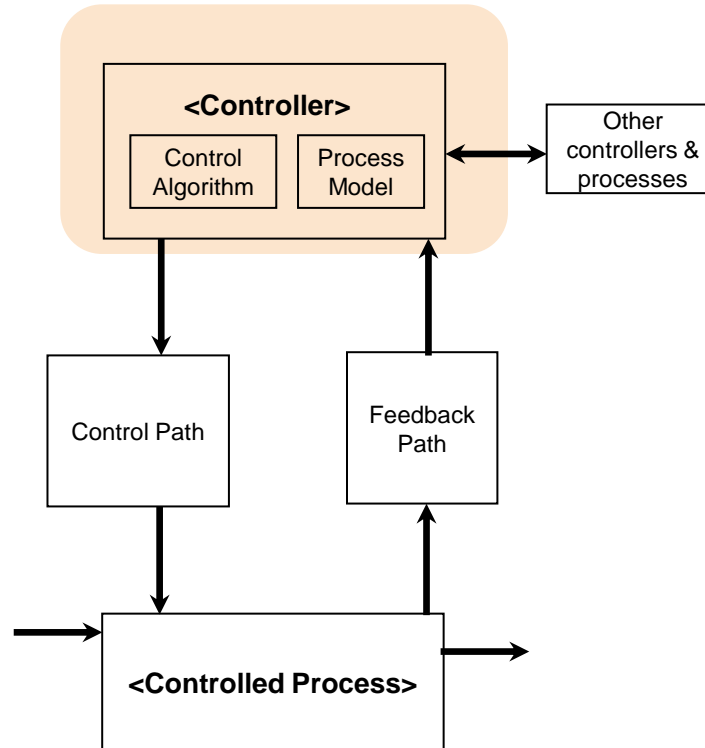 <Controller>
Control
Algorithm
Process
Model
Other
controllers &
processes
Control Path
Feedback
Path
<Controlled Process>